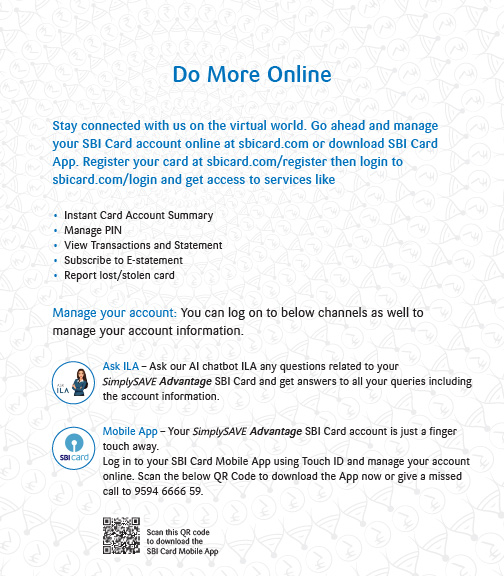 Do More Online
Stay connected with us on the virtual world. Go ahead and manage
your SBI Card account online at sbicard.com or download SBI Card
App. Register your card at sbicard.com/register then login to
sbicard.com/login and get access to services like
• Instant Card Account Summary
• Manage PIN
• View Transactions and Statement
• Subscribe to E-statement
• Report lost/stolen card
Manage your account: You can log on to below channels as well to
manage your account information.
ASK
ILA
Ask ILA – Ask our AI chatbot ILA any questions related to your
SimplySAVE Advantage SBI Card and get answers to all your queries including
the account information.
SBI card
Mobile App – Your SimplySAVE Advantage SBI Card account is just a finger
touch away.
Log in to your SBI Card Mobile App using Touch ID and manage your account
online. Scan the below QR Code to download the App now or give a missed
call to 9594 6666 59.
Scan this QR code
to download the
SBI Card Mobile App